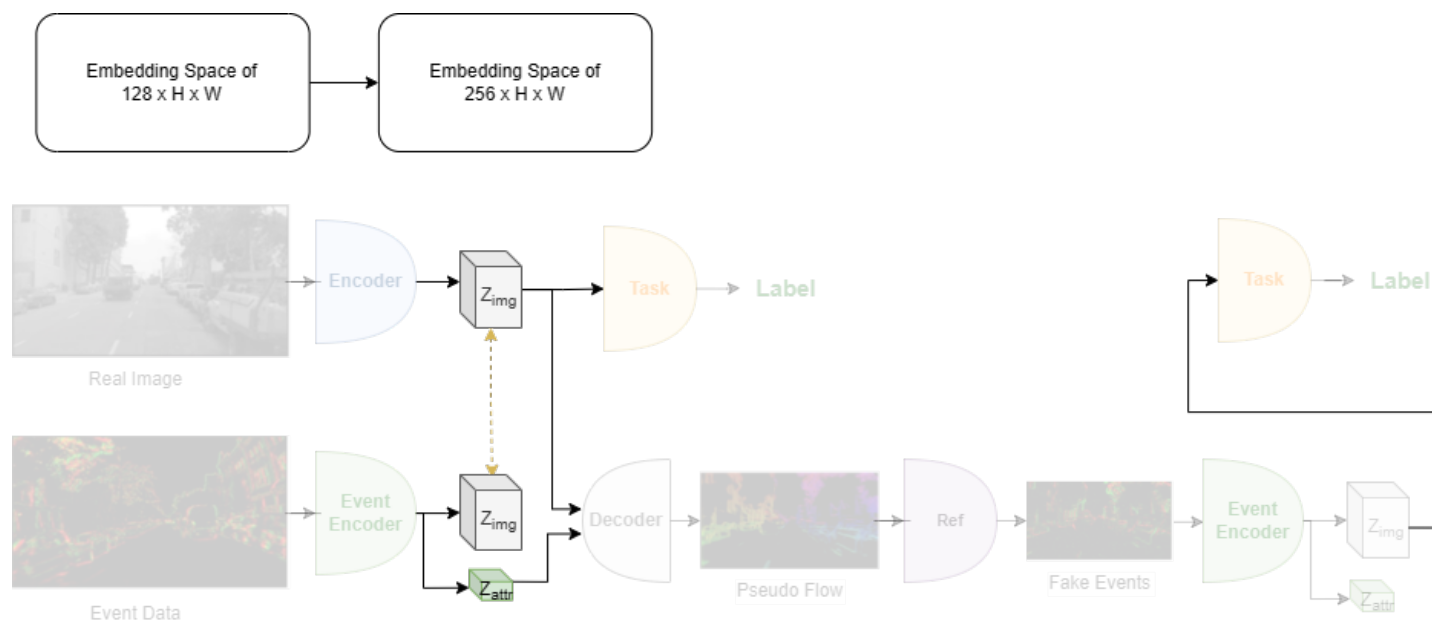 Embedding Space of
128 x H x W
Embedding Space of
256 x H x W
Encoder
Zimg
Task
Label
Task
Label
Real Image
Event
Encoder
Zimg
Zattr
Decoder
Pseudo Flow
Ref
Fake Events
Event
Encoder
Zimg
Zattr
Event Data